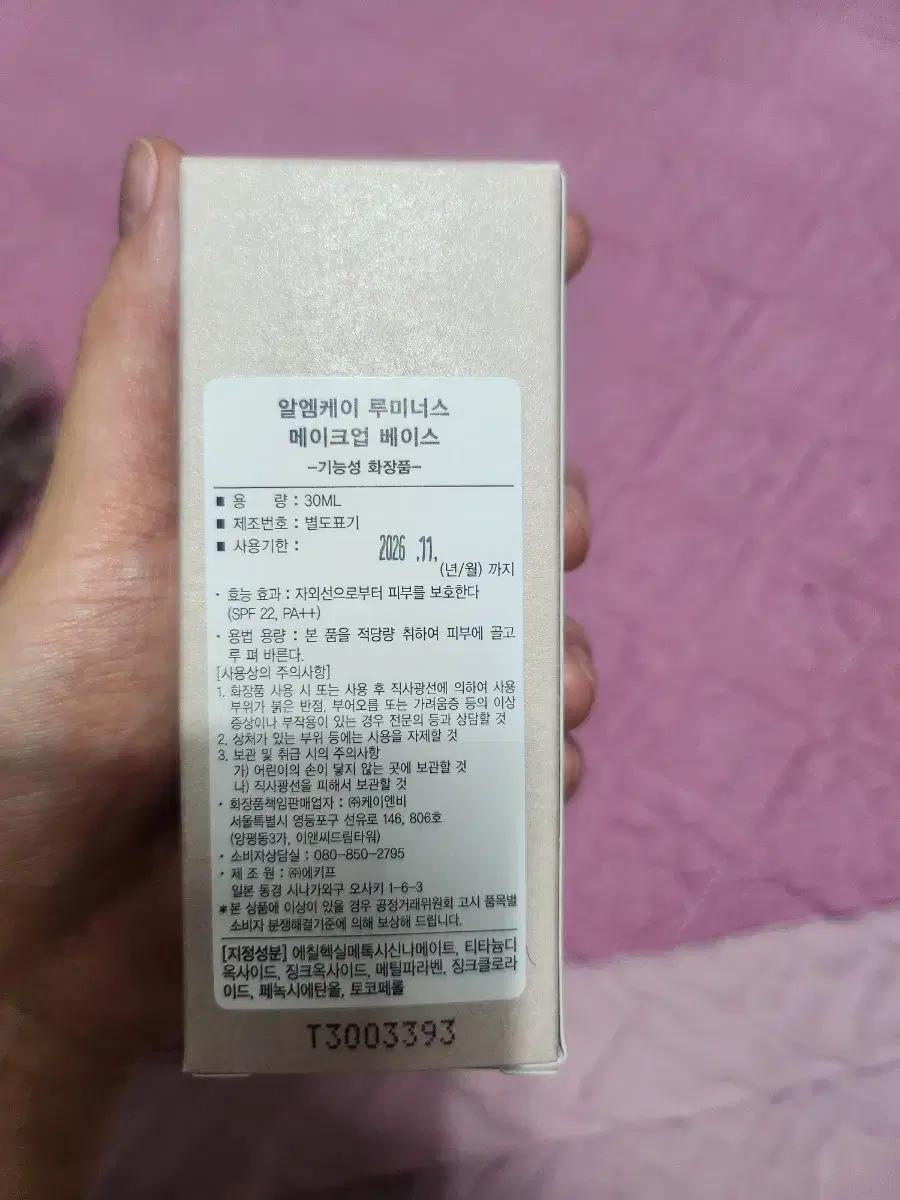 알엠케이 루미너스
메이크업 베이스
-기능성 화장품-
■ 용 량 : 30ML
■ 제조번호 : 별도표기
■ 사용기한 : 2026 .11.
(년/월) 까지
· 효능 효과 : 자외선으로부터 피부를 보호한다
(SPF 22, PA++)
· 용법 용량 : 본 품을 적당량 취하여 피부에 골고
루 펴 바른다.
[사용상의 주의사항]
1. 화장품 사용 시 또는 사용 후 직사광선에 의하여 사용
부위가 붉은 반점, 부어오름 또는 가려움증 등의 이상
증상이나 부작용이 있는 경우 전문의 등과 상담할 것
2. 상처가 있는 부위 등에는 사용을 자제할 것
3. 보관 및 취급 시의 주의사항
가) 어린이의 손이 닿지 않는 곳에 보관할 것
나) 직사광선을 피해서 보관할 것
· 화장품책임판매업자 : ㈜케이엔비
서울특별시 영등포구 선유로 146, 806호
(양평동3가, 이앤씨드림타워)
· 소비자상담실 : 080-850-2795
· 제 조 원 : ㈜에키프
일본 동경 시나가와구 오사키 1-6-3
*본 상품에 이상이 있을 경우 공정거래위원회 고시 품목별
소비자 분쟁해결기준에 의해 보상해 드립니다.
[지정성분] 에칠헥실메톡시신나메이트, 티타늄디
옥사이드, 징크옥사이드, 메틸파라벤, 징크클로라
이드, 페녹시에탄올, 토코페롤
T3003393